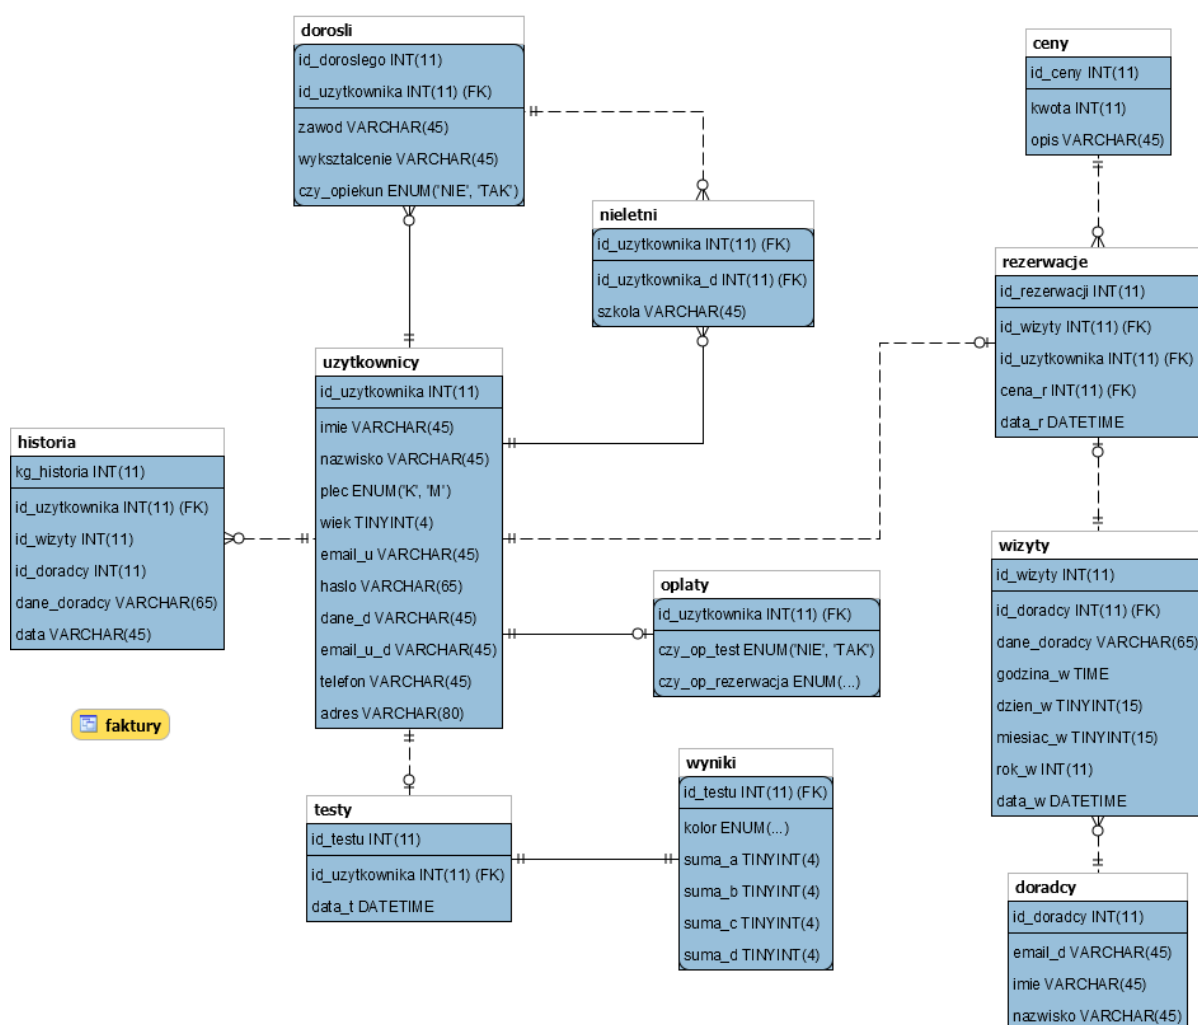 dorosli
id_doroslego INT(11)
id_uzytkownika INT(11) (FK)
zawod VARCHAR(45)
wyksztalcenie VARCHAR(45)
czy_opiekun ENUM('NIE', 'TAK')
ceny
id_ceny INT(11)
kwota INT(11)
opis VARCHAR(45)
nieletni
id_uzytkownika INT(11) (FK)
id_uzytkownika_d INT(11) (FK)
szkola VARCHAR(45)
rezerwacje
id_rezerwacji INT(11)
id_wizyty INT(11) (FK)
id_uzytkownika INT(11) (FK)
cena_r INT(11) (FK)
data_r DATETIME
uzytkownicy
id_uzytkownika INT(11)
imie VARCHAR(45)
nazwisko VARCHAR(45)
plec ENUM('K', 'M')
wiek TINYINT(4)
email_u VARCHAR(45)
haslo VARCHAR(65)
dane_d VARCHAR(45)
email_u_d VARCHAR(45)
telefon VARCHAR(45)
adres VARCHAR(80)
historia
kg_historia INT(11)
id_uzytkownika INT(11) (FK)
id_wizyty INT(11)
id_doradcy INT(11)
dane_doradcy VARCHAR(65)
data VARCHAR(45)
faktury
oplaty
id_uzytkownika INT(11) (FK)
czy_op_test ENUM('NIE', 'TAK')
czy_op_rezerwacja ENUM(...)
wizyty
id_wizyty INT(11)
id_doradcy INT(11) (FK)
dane_doradcy VARCHAR(65)
godzina_w TIME
dzien_w TINYINT(15)
miesiac_w TINYINT(15)
rok_w INT(11)
data_w DATETIME
testy
id_testu INT(11)
id_uzytkownika INT(11) (FK)
data_t DATETIME
wyniki
id_testu INT(11) (FK)
kolor ENUM(...)
suma_a TINYINT(4)
suma_b TINYINT(4)
suma_c TINYINT(4)
suma_d TINYINT(4)
doradcy
id_doradcy INT(11)
email_d VARCHAR(45)
imie VARCHAR(45)
nazwisko VARCHAR(45)